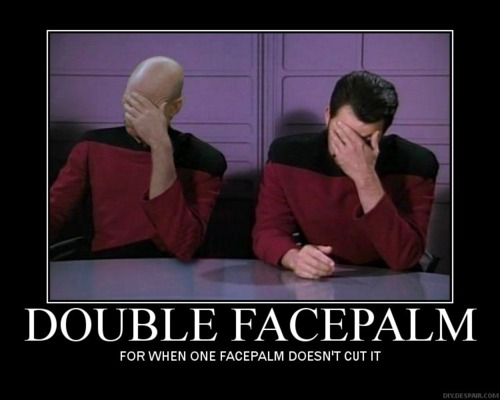 DOUBLE FACEPALM
FOR WHEN ONE FACEPALM DOESN'T CUT IT
DIY.DESPAIR.COM